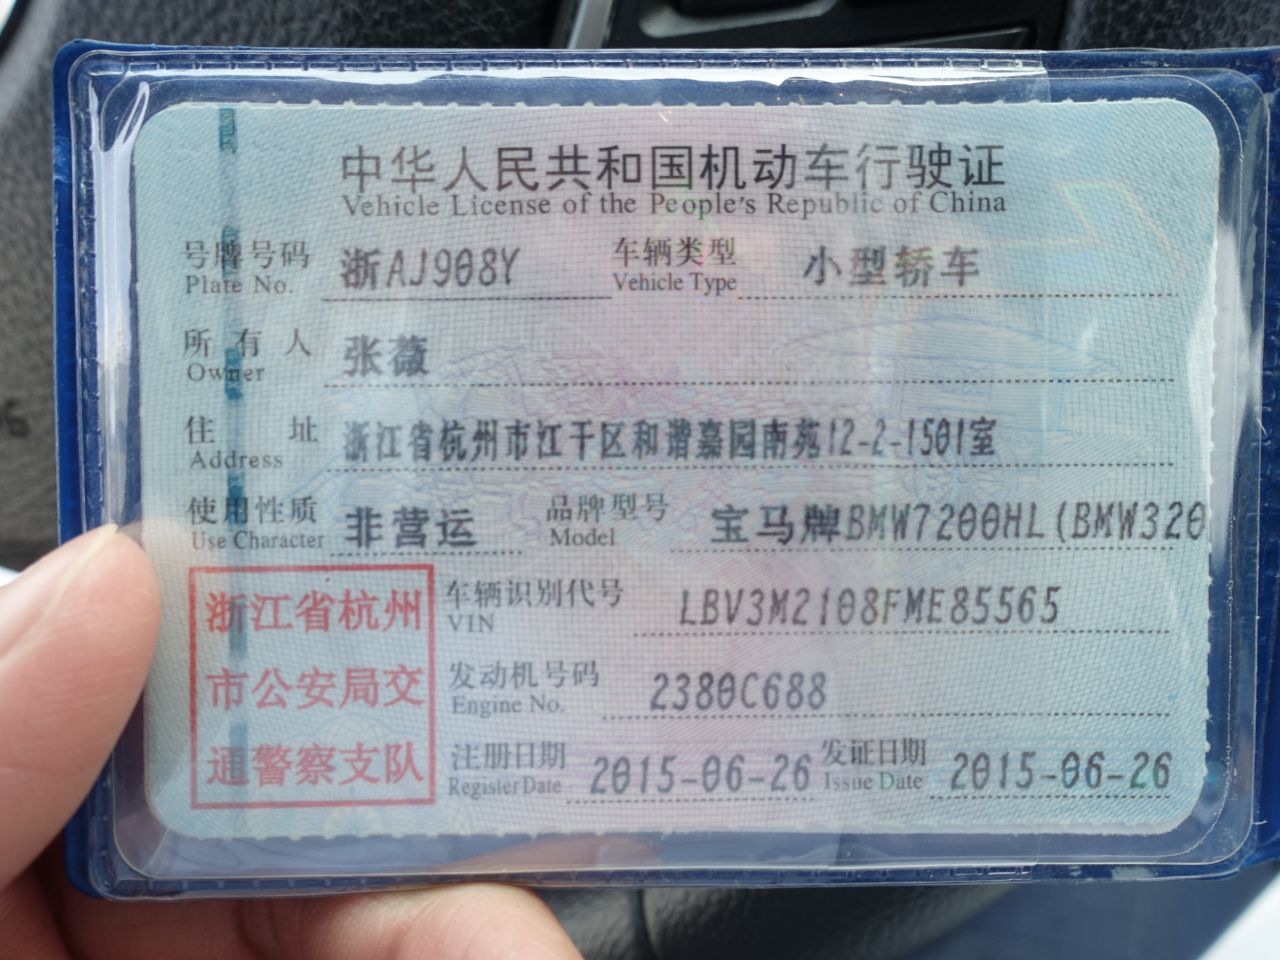 中华人民共和国机动车行驶证
Vehicle License of the People's Republic of China
号牌号码 浙AJ908Y 车辆类型 小型轿车
Plate No. Vehicle Type
所有人 张薇
Owner
住址 浙江省杭州市江干区和谐嘉园南苑12-2-1501室
Address
使用性质 非营运 品牌型号 宝马牌BMW7200HL(BMW320
Use Character Model
浙江省杭州
市公安局交
通警察支队
车辆识别代号 LBV3M2108FME85565
VIN
发动机号码 2380C688
Engine No.
注册日期 2015-06-26 发证日期 2015-06-26
Register Date Issue Date